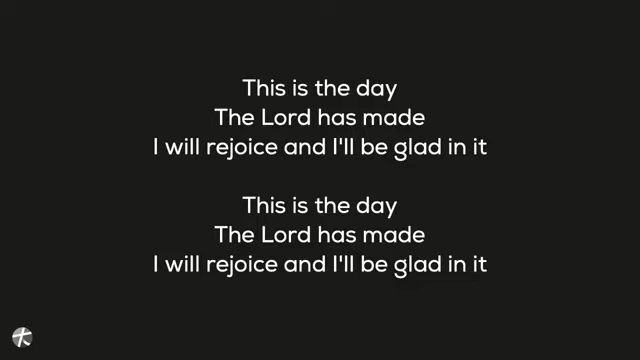 This is the day
The Lord has made
I will rejoice and I'll be glad in it
This is the day
The Lord has made
I will rejoice and I'll be glad in it